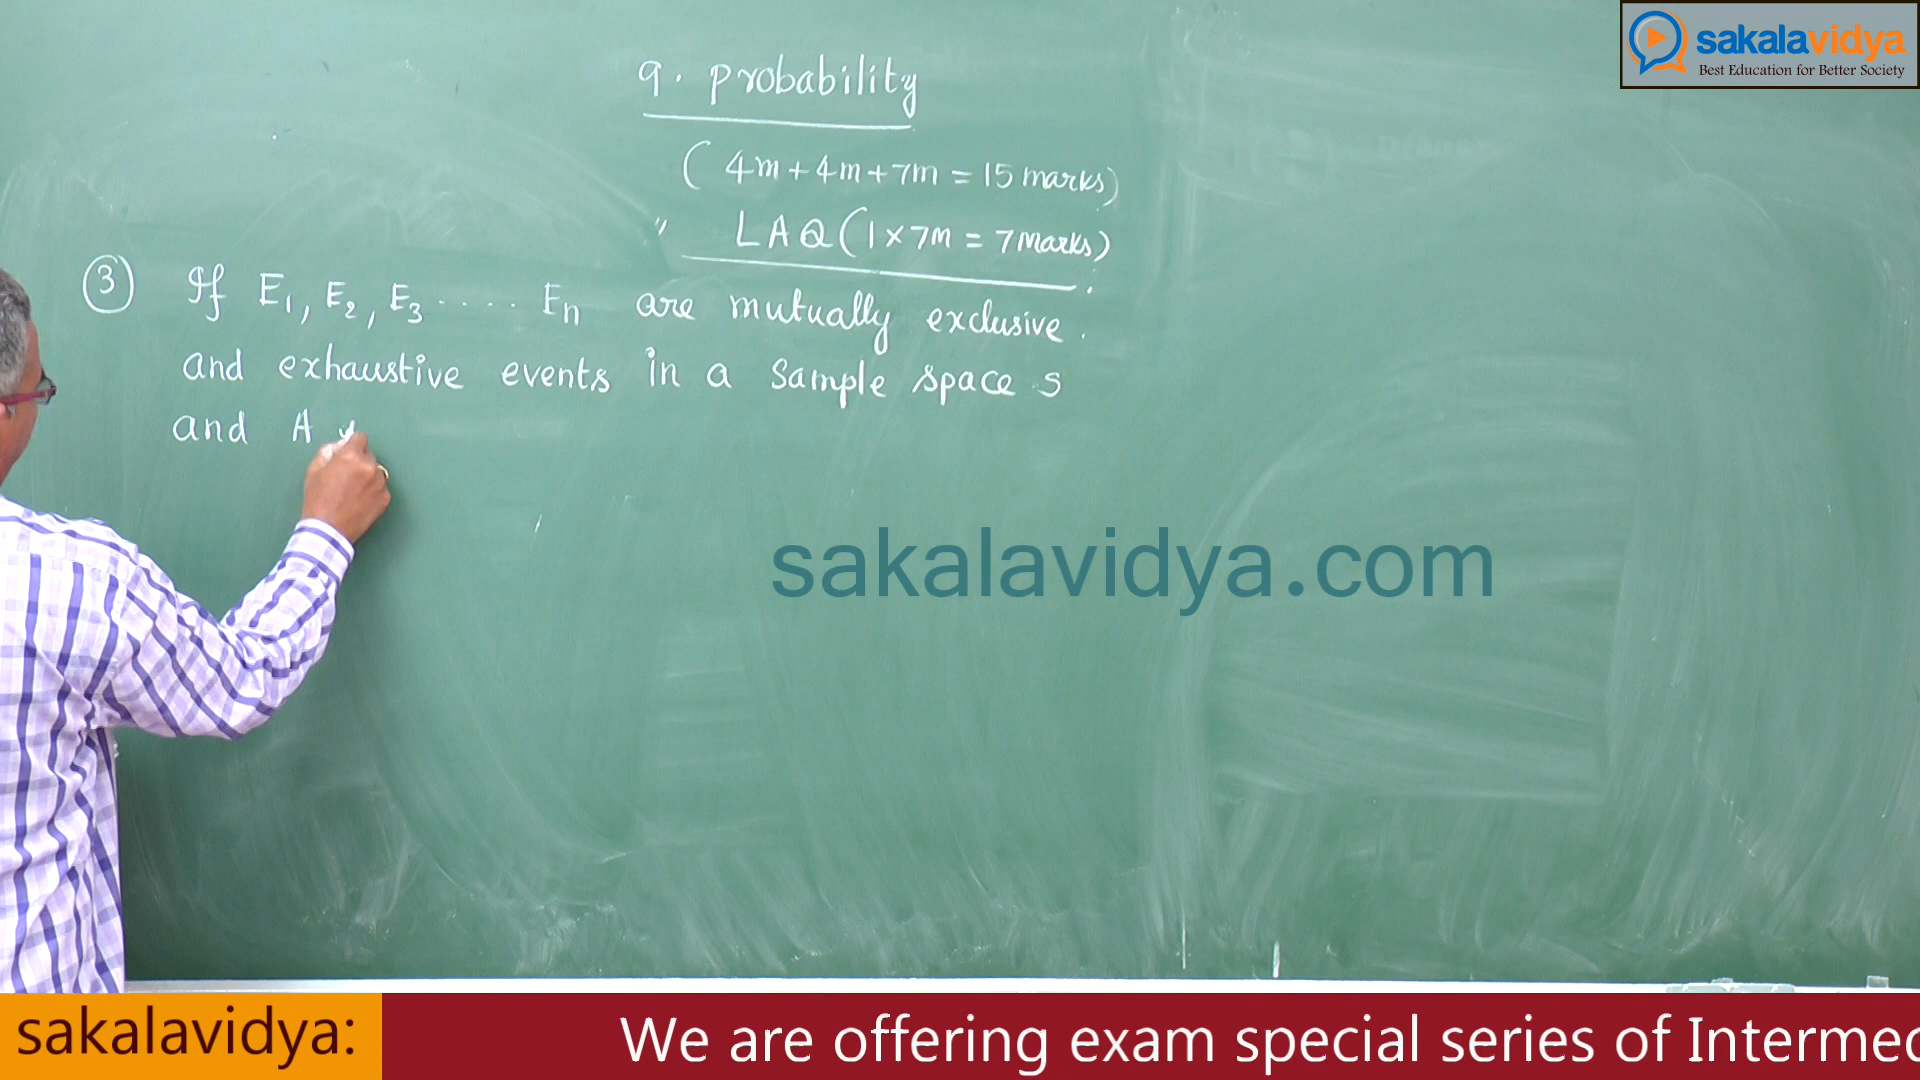 sakalavidya
Best Education for Better Society
9. probability
( 4m + 4m + 7m = 15 marks)
" LAQ ( 1 × 7M = 7 Marks)
③ If E₁, E₂, E₃ .... En are mutually exclusive.
and exhaustive events in a sample space S
and A
sakalavidya.com
sakalavidya: We are offering exam special series of Intermed